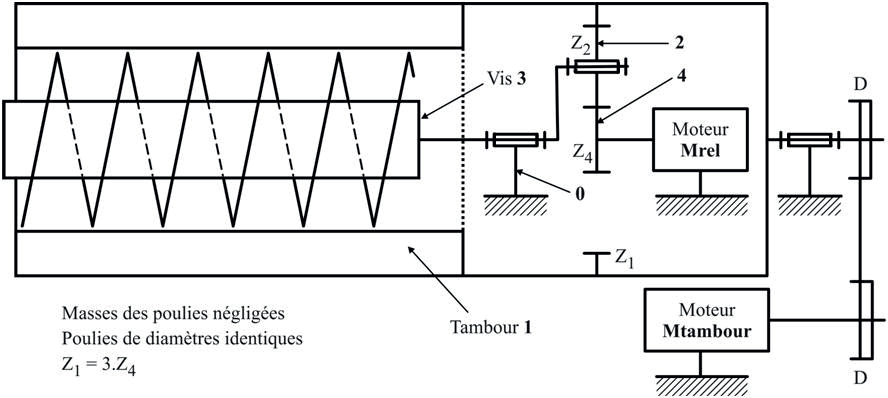 Z2
2
D
Vis 3
4
Moteur
Mrel
Z4
0
Z1
Masses des poulies négligées
Poulies de diamètres identiques
Z1 = 3.Z4
Tambour 1
Moteur
Mtambour
D